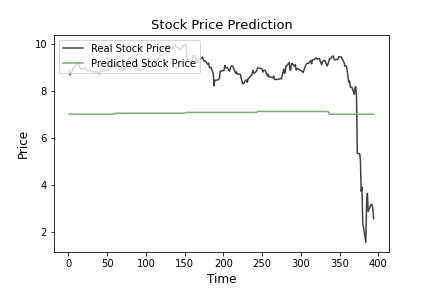 Stock Price Prediction
10
8
6
4
2
Price
Real Stock Price
Predicted Stock Price
0 50 100 150 200 250 300 350 400
Time